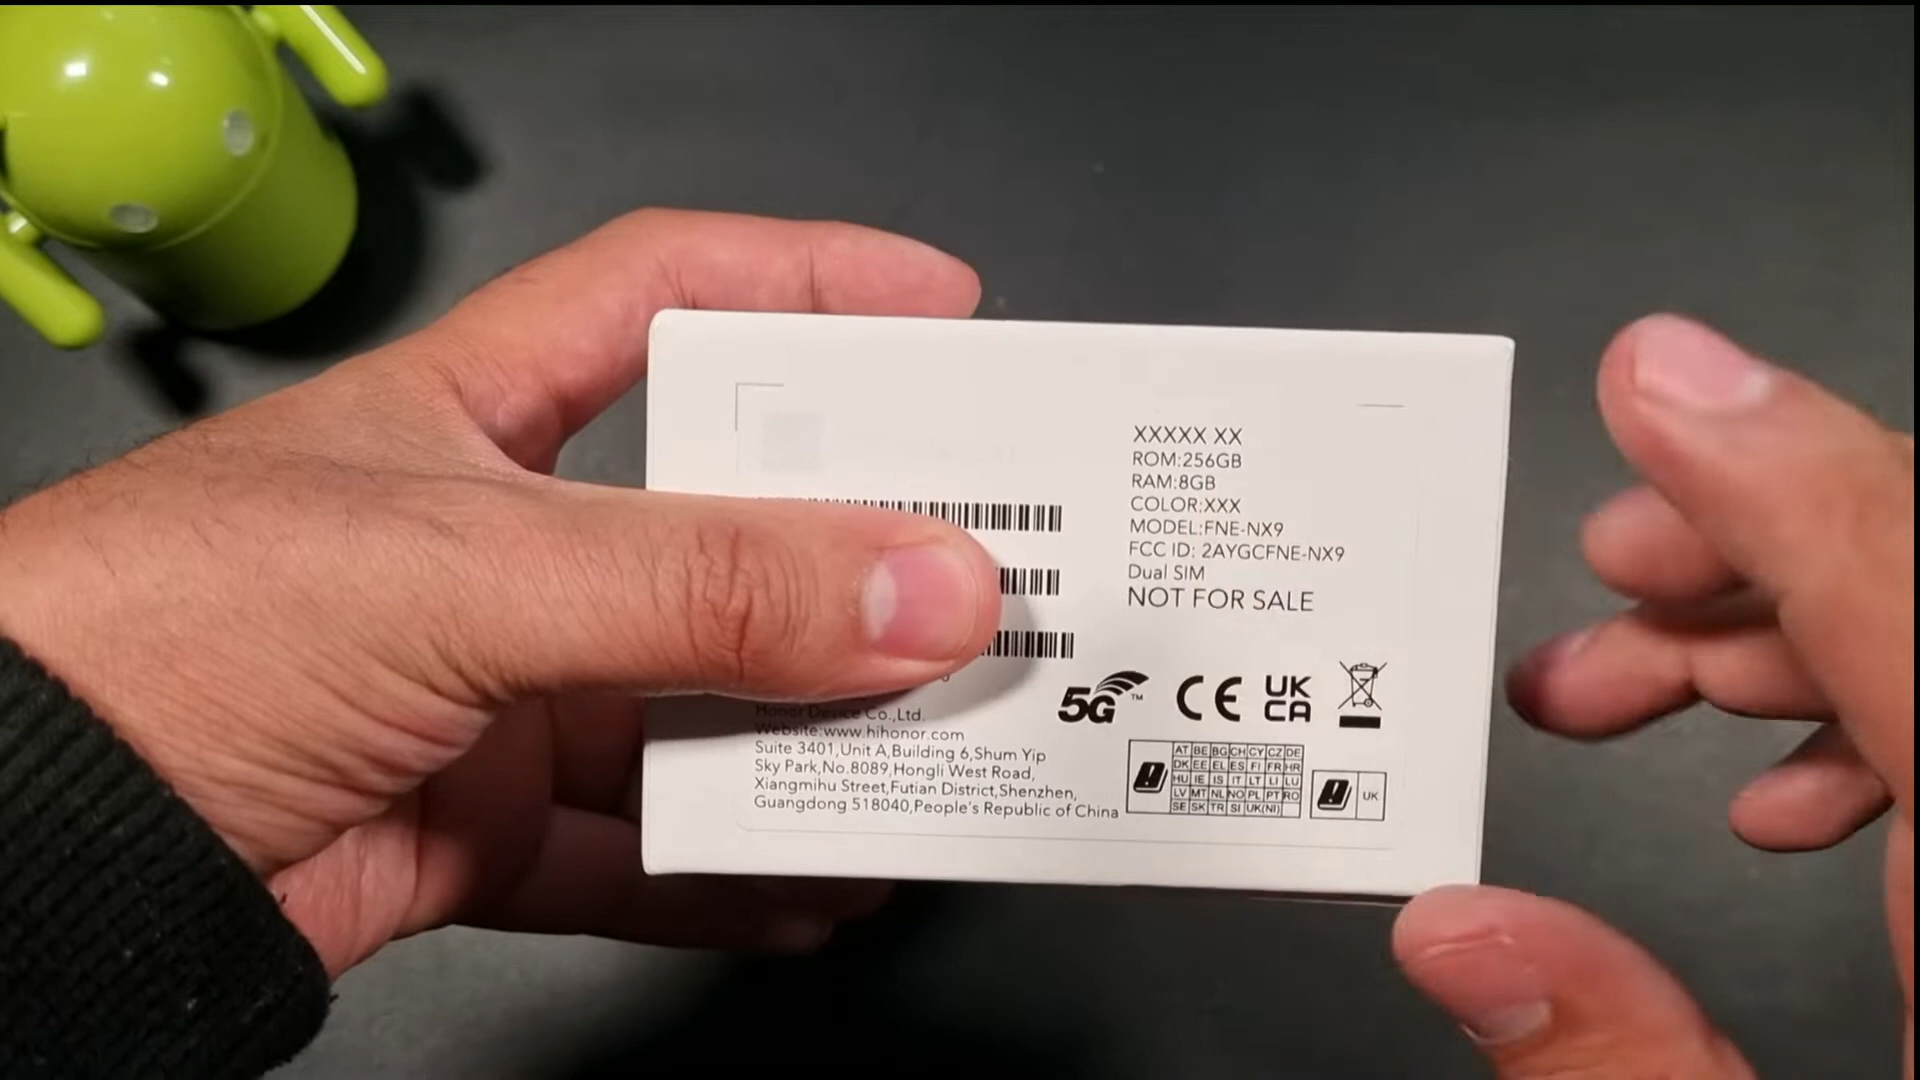 XXXXX XX
ROM:256GB
RAM:8GB
COLOR:XXX
MODEL:FNE-NX9
FCC ID: 2AYGCFNE-NX9
Dual SIM
NOT FOR SALE
5G™
CE
UK
CA
Honor Device Co.,Ltd.
Website:www.hihonor.com
Suite 3401,Unit A,Building 6,Shum Yip
Sky Park,No.8089,Hongli West Road,
Xiangmihu Street,Futian District,Shenzhen,
Guangdong 518040,People's Republic of China
AT BE BG CH CY CZ DE
DK EE EL ES FI FR HR
HU IE IS IT LT LI LU
LV MT NL NO PL PT RO
SE SK TR SI UK(NI)
UK